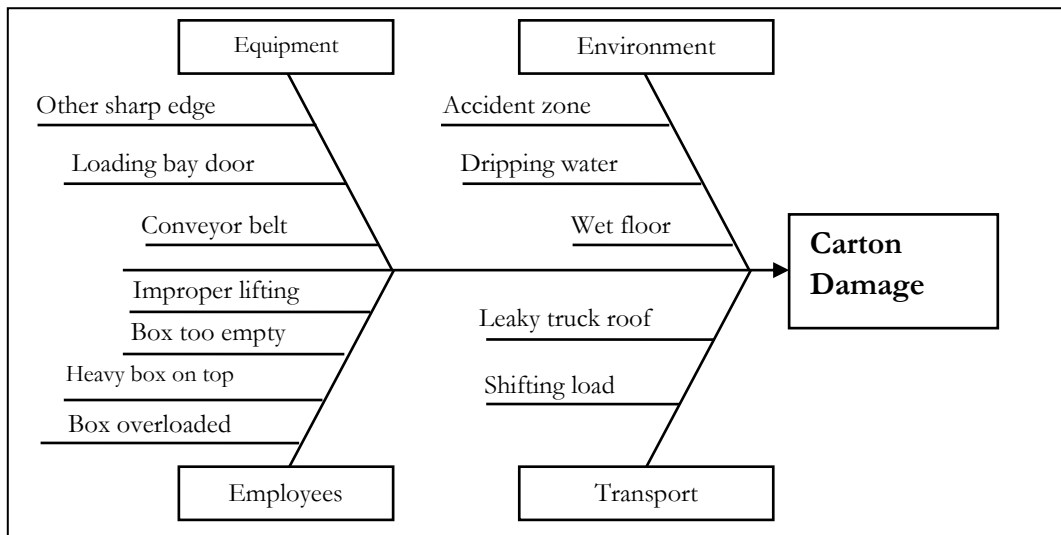 Equipment
Environment
Other sharp edge
Accident zone
Loading bay door
Dripping water
Conveyor belt
Wet floor
Carton
Damage
Improper lifting
Leaky truck roof
Box too empty
Heavy box on top
Shifting load
Box overloaded
Employees
Transport